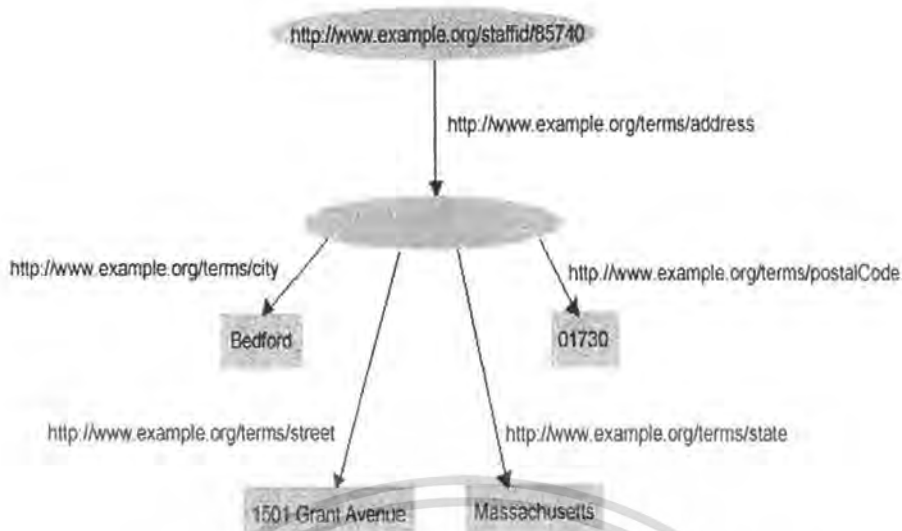 http://www.example.org/staffid/85740
http://www.example.org/terms/address
http://www.example.org/terms/city
http://www.example.org/terms/postalCode
Bedford
01730
http://www.example.org/terms/street
http://www.example.org/terms/state
1501 Grant Avenue
Massachusetts